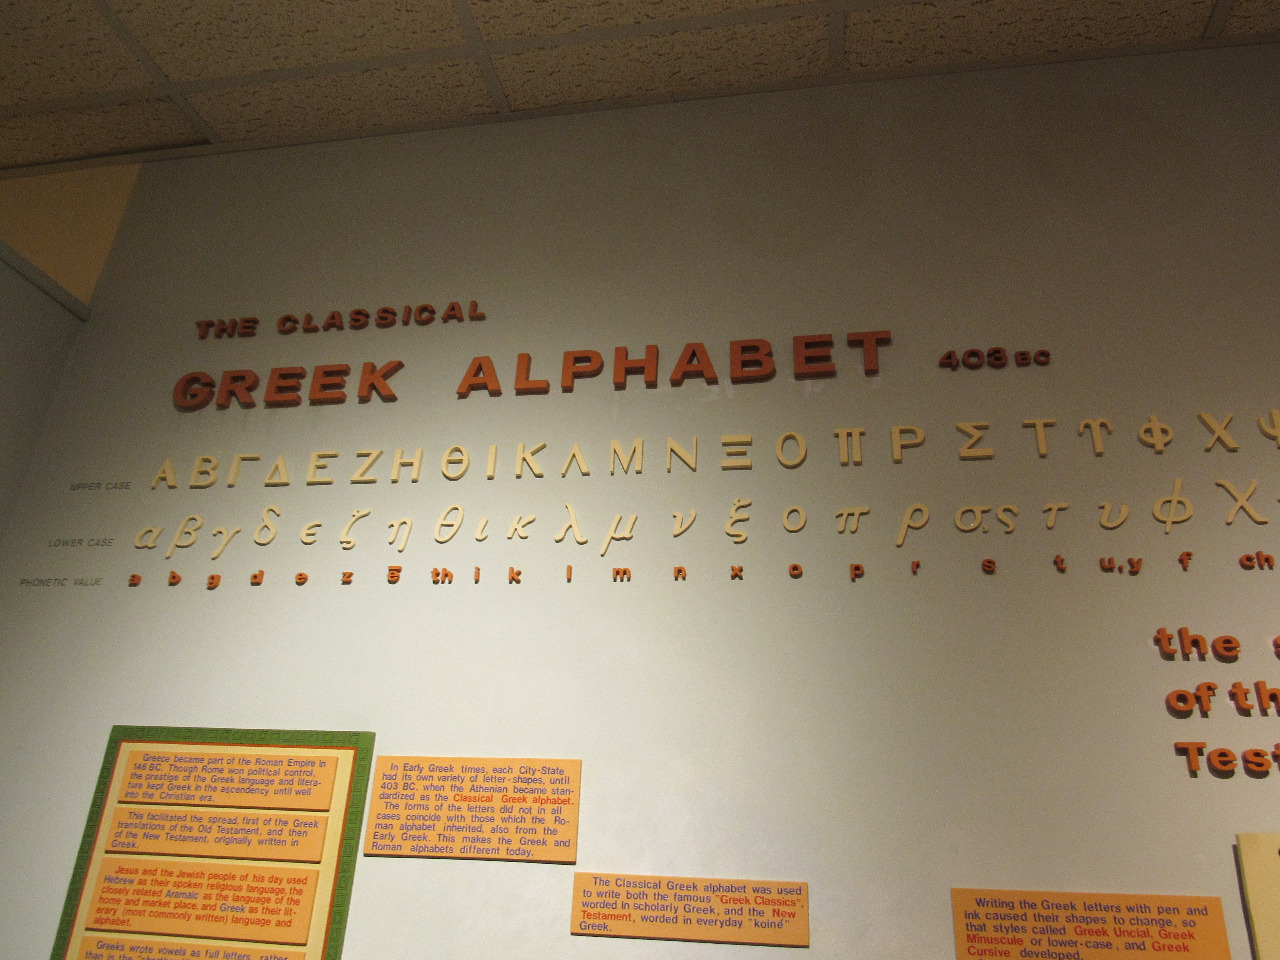 THE CLASSICAL
GREEK ALPHABET 403 BC
UPPER CASE Α Β Γ Δ Ε Ζ Η Θ Ι Κ Λ Μ Ν Ξ Ο Π Ρ Σ Τ ϒ Φ Χ Ψ
LOWER CASE α β γ δ ϵ ζ η θ ι κ λ μ ν ξ ο π ρ σ,ς τ υ ϕ χ
PHONETIC VALUE a b g d e z ē th i k l m n x o p r s t u,y f ch
the
of th
Test
Greece became part of the Roman Empire in
146 BC. Though Rome won political control,
the prestige of the Greek language and litera-
ture kept Greek in the ascendency until well
into the Christian era.
This facilitated the spread, first of the Greek
translations of the Old Testament, and then
of the New Testament, originally written in
Greek.
Jesus and the Jewish people of his day used
Hebrew as their spoken religious language, the
closely related Aramaic as the language of the
home and market place, and Greek as their lit-
erary (most commonly written) language and
alphabet.
Greeks wrote vowels as full letters, rather
than in the
In Early Greek times, each City-State
had its own variety of letter-shapes, until
403 BC. when the Athenian became stan-
dardized as the Classical Greek alphabet.
The forms of the letters did not in all
cases coincide with those which the Ro-
man alphabet inherited, also from the
Early Greek. This makes the Greek and
Roman alphabets different today.
The Classical Greek alphabet was used
to write both the famous "Greek Classics",
worded in scholarly Greek, and the New
Testament, worded in everyday "koiné"
Greek.
Writing the Greek letters with pen and
ink caused their shapes to change, so
that styles called Greek Uncial, Greek
Minuscule or lower-case, and Greek
Cursive developed.